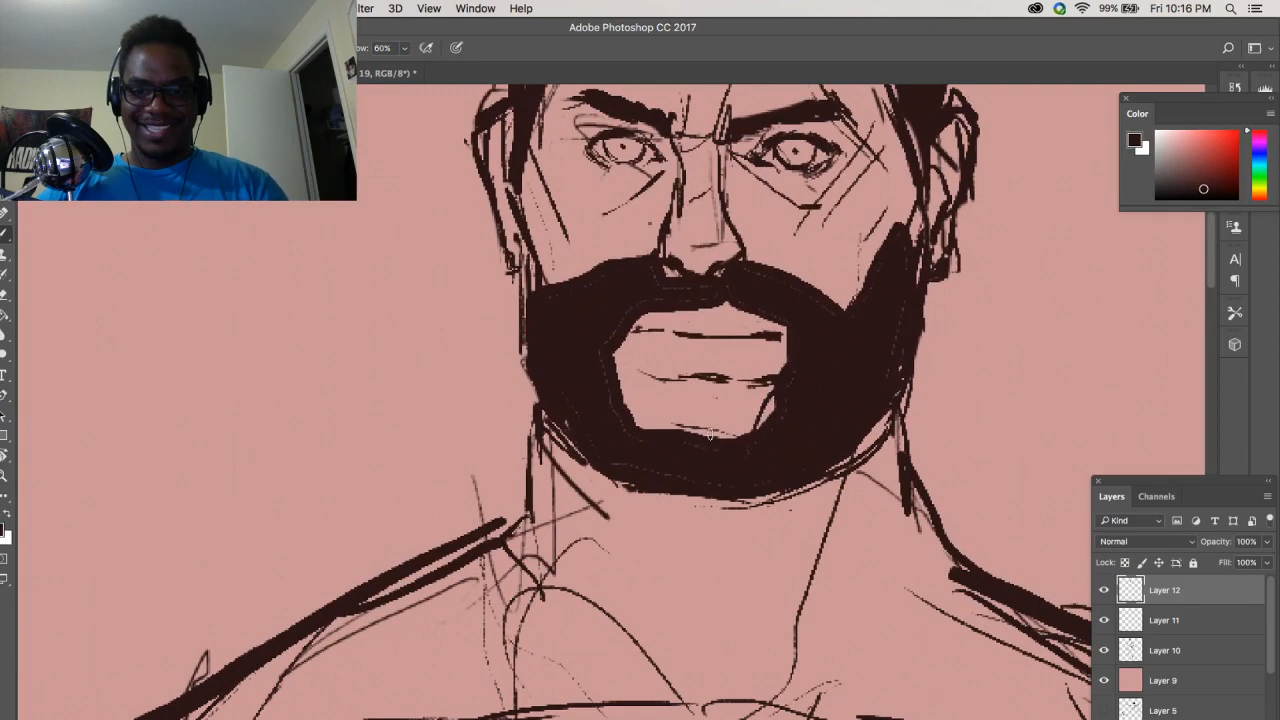 lter 3D View Window Help 99% Fri 10:16 PM
Adobe Photoshop CC 2017
ow: 60%
19, RGB/8*) *
Color
Layers Channels
Kind
Normal Opacity: 100%
Lock: Fill: 100%
Layer 12
Layer 11
Layer 10
Layer 9
Layer 5